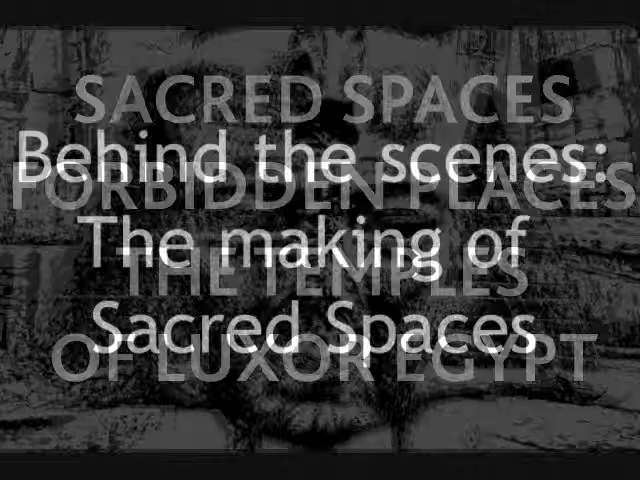 SACRED SPACES
Behind the scenes:
FORBIDDEN PLACES
The making of
THE TEMPLES
Sacred Spaces
OF LUXOR EGYPT